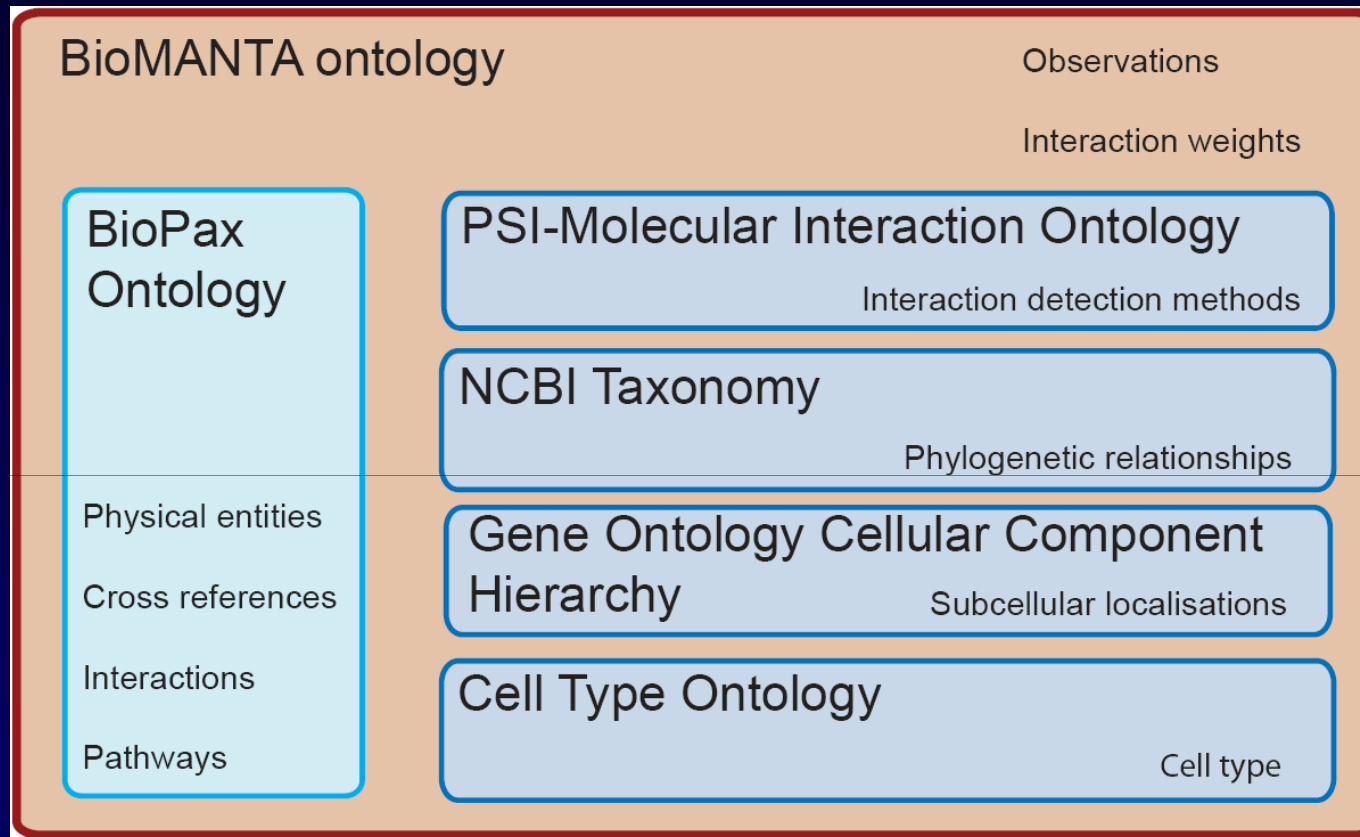 BioMANTA ontology
Observations
Interaction weights
BioPax
Ontology
Physical entities
Cross references
Interactions
Pathways
PSI-Molecular Interaction Ontology
Interaction detection methods
NCBI Taxonomy
Phylogenetic relationships
Gene Ontology Cellular Component
Hierarchy
Subcellular localisations
Cell Type Ontology
Cell type